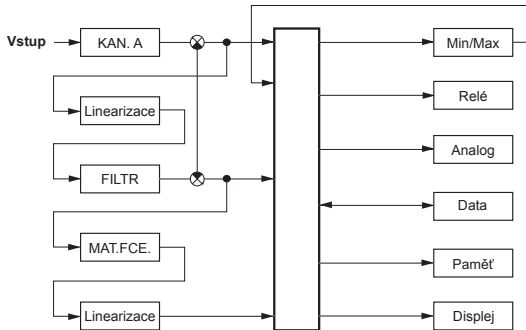 Vstup
KAN. A
Min/Max
Relé
Linearizace
Analog
FILTR
Data
MAT.FCE.
Paměť
Linearizace
Displej